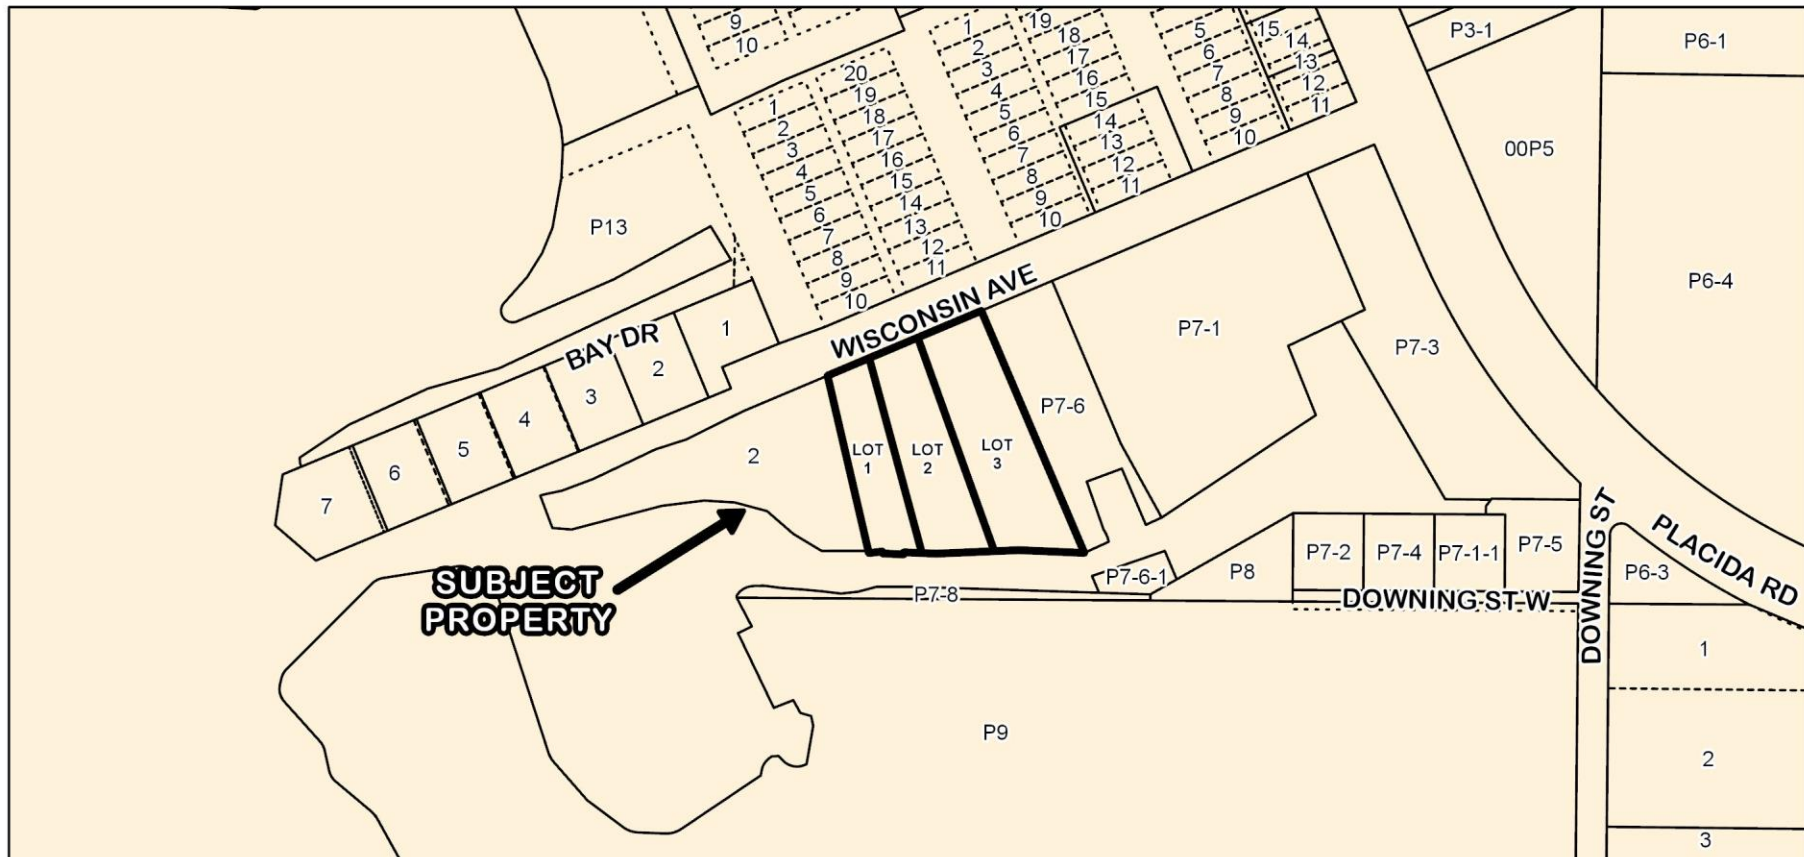 9
10
1
2
3
4
5
6
7
8
9
10
20
19
18
17
16
15
14
13
12
11
1
2
3
4
5
6
7
8
9
10
19
18
17
16
15
14
13
12
11
5
6
7
8
9
10
15
14
13
12
11
P3-1
P6-1
00P5
P6-4
P13
WISCONSIN AVE
BAY DR
1
2
3
4
5
6
7
2
LOT
1
LOT
2
LOT
3
P7-6
P7-1
P7-3
SUBJECT
PROPERTY
P7-8
P7-6-1
P8
P7-2
P7-4
P7-1-1
P7-5
DOWNING ST W
DOWNING ST
PLACIDA RD
P6-3
P9
1
2
3